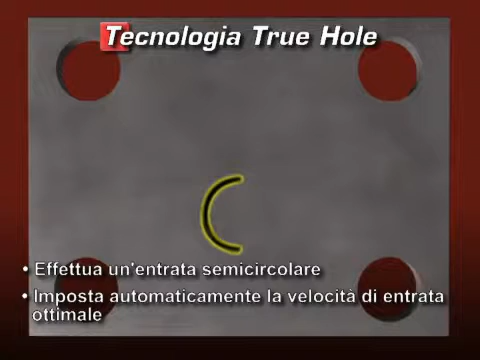 Tecnologia True Hole
• Effettua un'entrata semicircolare
• Imposta automaticamente la velocità di entrata
ottimale